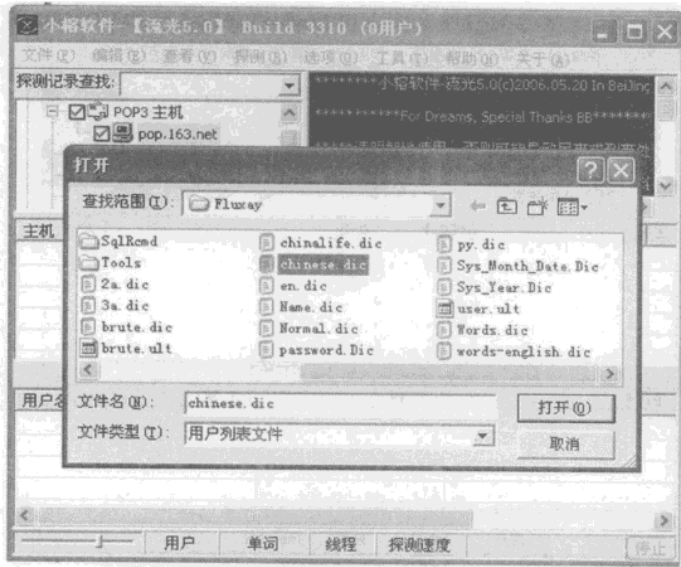 小榕软件-【流光5.0】 Build 3310 (0用户)
文件(F) 编辑(E) 查看(V) 探测(R) 选项(O) 工具(T) 帮助(H) 关于(A)
探测记录查找:
********小榕软件-流光5.0(c)2006.05.20 In BeiJing
POP3 主机
***********For Dreams, Special Thanks BB********
pop.163.net
打开
查找范围(I): Fluxay
主机
SqlRcmd
Tools
2a.dic
3a.dic
brute.dic
brute.ult
chinalife.dic
chinese.dic
en.dic
Name.dic
Normal.dic
password.Dic
py.dic
Sys_Month_Date.Dic
Sys_Year.Dic
user.ult
Words.dic
words-english.dic
用户名
文件名(N): chinese.dic 打开(O)
文件类型(T): 用户列表文件 取消
用户 单词 线程 探测速度 停止